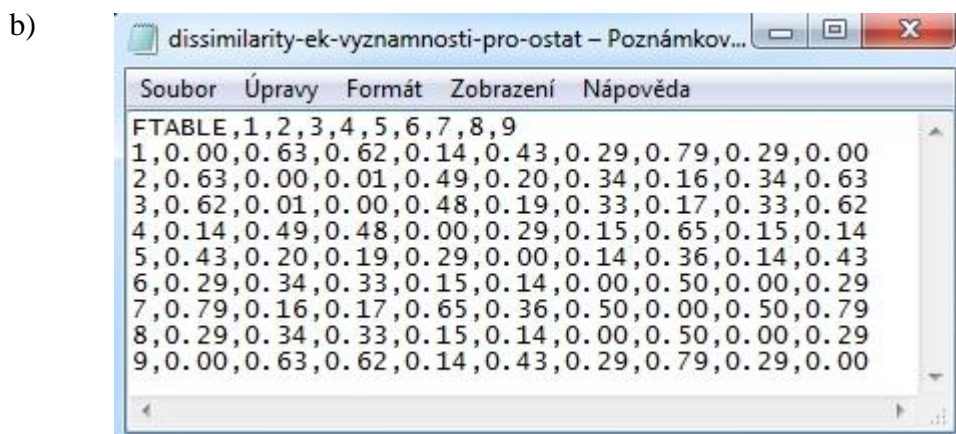 b)
dissimilarity-ek-vyznamnosti-pro-ostat – Poznámkov...
Soubor Úpravy Formát Zobrazení Nápověda
FTABLE,1,2,3,4,5,6,7,8,9
1,0.00,0.63,0.62,0.14,0.43,0.29,0.79,0.29,0.00
2,0.63,0.00,0.01,0.49,0.20,0.34,0.16,0.34,0.63
3,0.62,0.01,0.00,0.48,0.19,0.33,0.17,0.33,0.62
4,0.14,0.49,0.48,0.00,0.29,0.15,0.65,0.15,0.14
5,0.43,0.20,0.19,0.29,0.00,0.14,0.36,0.14,0.43
6,0.29,0.34,0.33,0.15,0.14,0.00,0.50,0.00,0.29
7,0.79,0.16,0.17,0.65,0.36,0.50,0.00,0.50,0.79
8,0.29,0.34,0.33,0.15,0.14,0.00,0.50,0.00,0.29
9,0.00,0.63,0.62,0.14,0.43,0.29,0.79,0.29,0.00